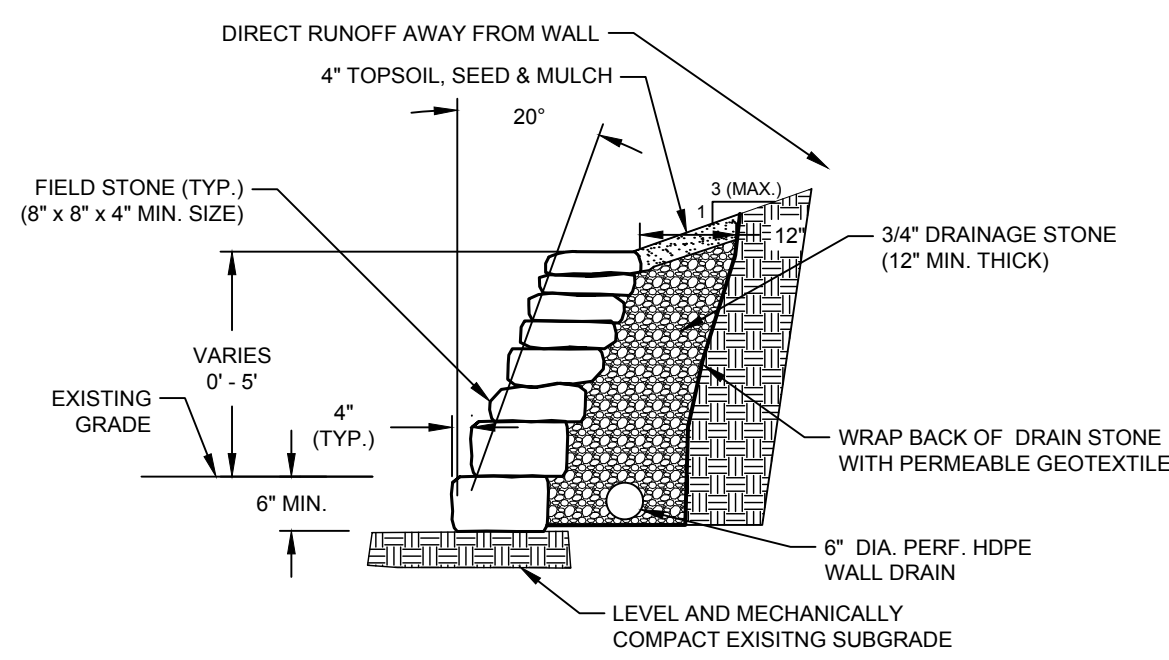 DIRECT RUNOFF AWAY FROM WALL
4" TOPSOIL, SEED & MULCH
20°
FIELD STONE (TYP.)
(8" x 8" x 4" MIN. SIZE)
3 (MAX.)
1
12"
3/4" DRAINAGE STONE
(12" MIN. THICK)
VARIES
0' - 5'
EXISTING
GRADE
4"
(TYP.)
WRAP BACK OF DRAIN STONE
WITH PERMEABLE GEOTEXTILE
6" MIN.
6" DIA. PERF. HDPE
WALL DRAIN
LEVEL AND MECHANICALLY
COMPACT EXISITNG SUBGRADE